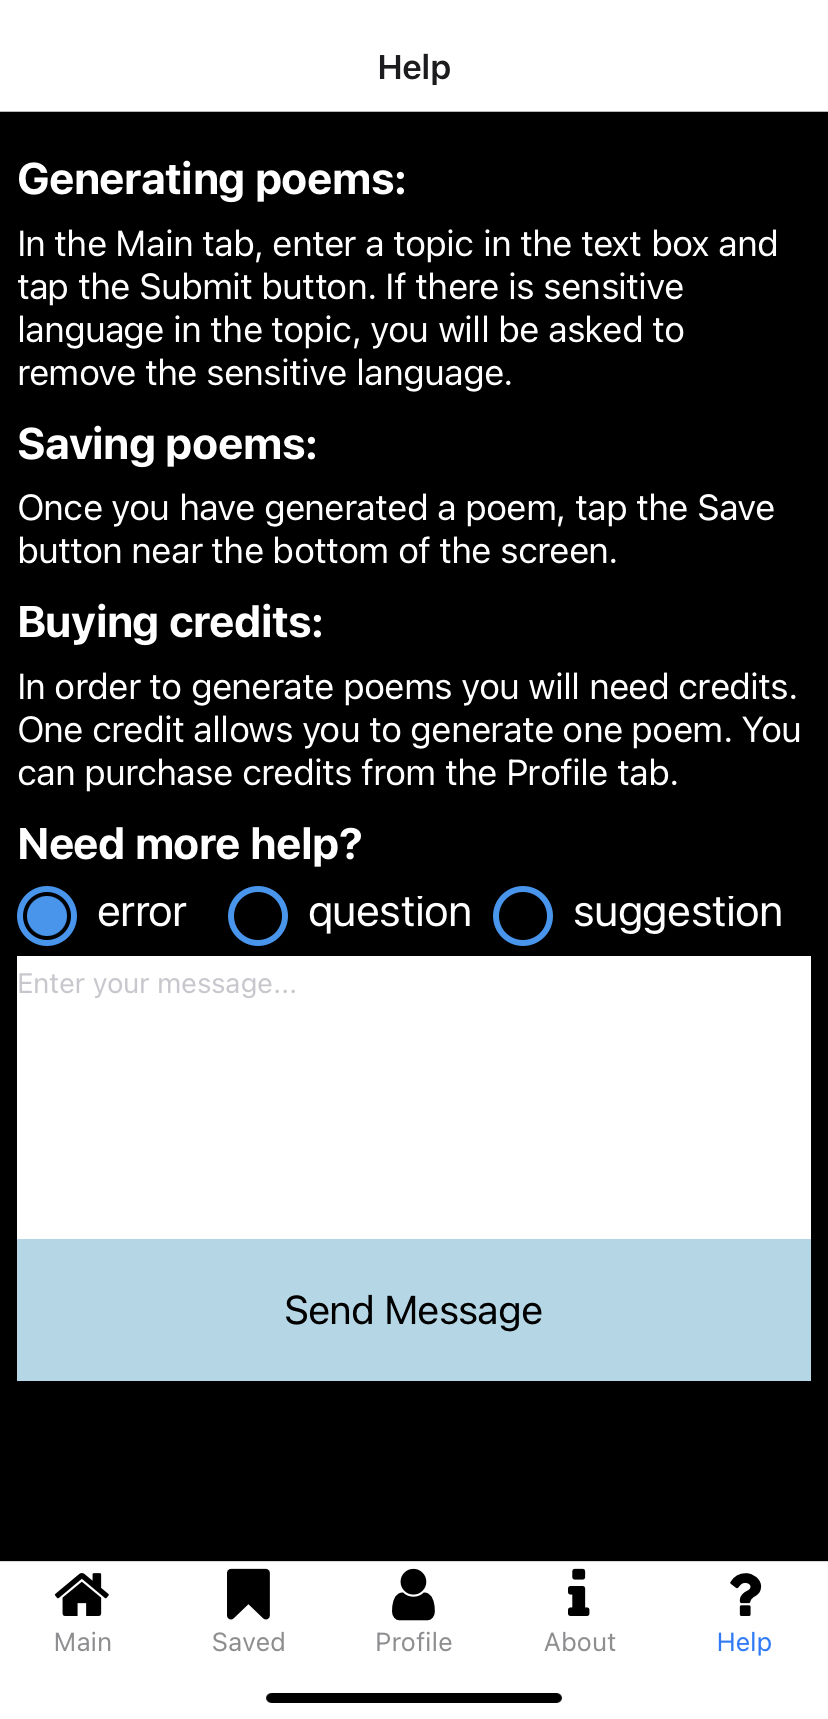 Help
Generating poems:
In the Main tab, enter a topic in the text box and
tap the Submit button. If there is sensitive
language in the topic, you will be asked to
remove the sensitive language.
Saving poems:
Once you have generated a poem, tap the Save
button near the bottom of the screen.
Buying credits:
In order to generate poems you will need credits.
One credit allows you to generate one poem. You
can purchase credits from the Profile tab.
Need more help?
error question suggestion
Enter your message...
Send Message
Main Saved Profile About Help